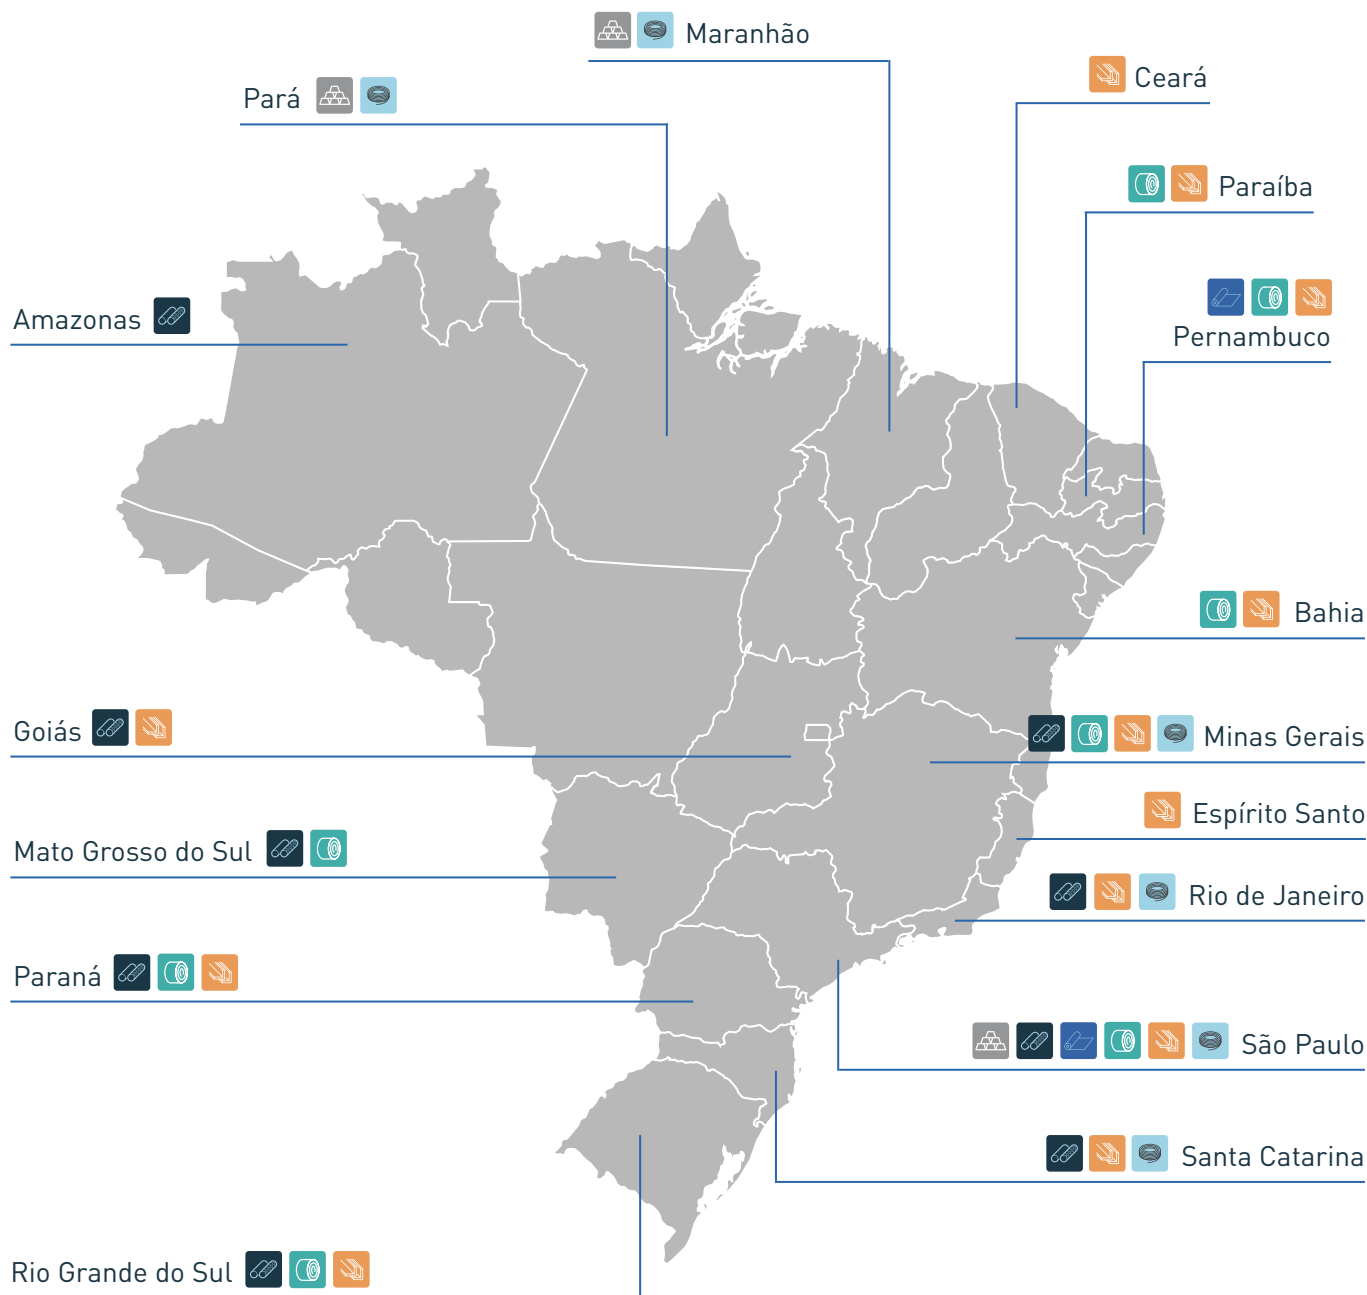 Maranhão
Ceará
Pará
Paraíba
Amazonas
Pernambuco
Bahia
Goiás
Minas Gerais
Espírito Santo
Mato Grosso do Sul
Rio de Janeiro
Paraná
São Paulo
Santa Catarina
Rio Grande do Sul